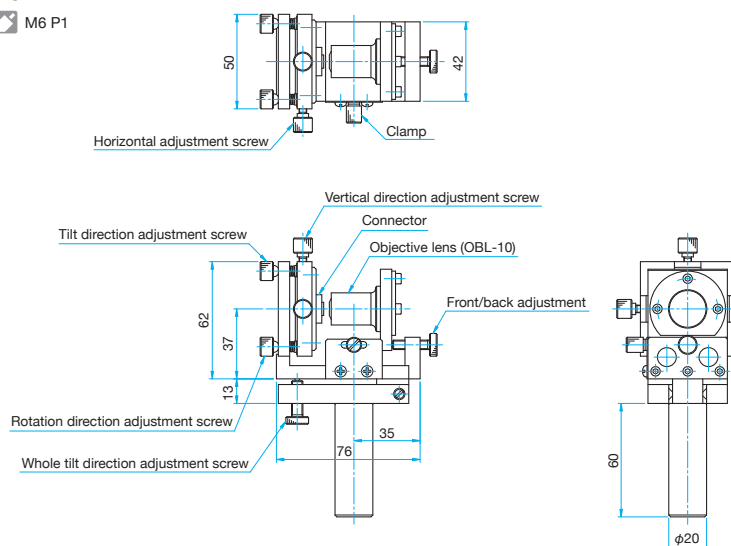 M6 P1
50
42
Horizontal adjustment screw
Clamp
Vertical direction adjustment screw
Connector
Tilt direction adjustment screw
Objective lens (OBL-10)
Front/back adjustment
62
37
13
35
76
Rotation direction adjustment screw
Whole tilt direction adjustment screw
60
φ20